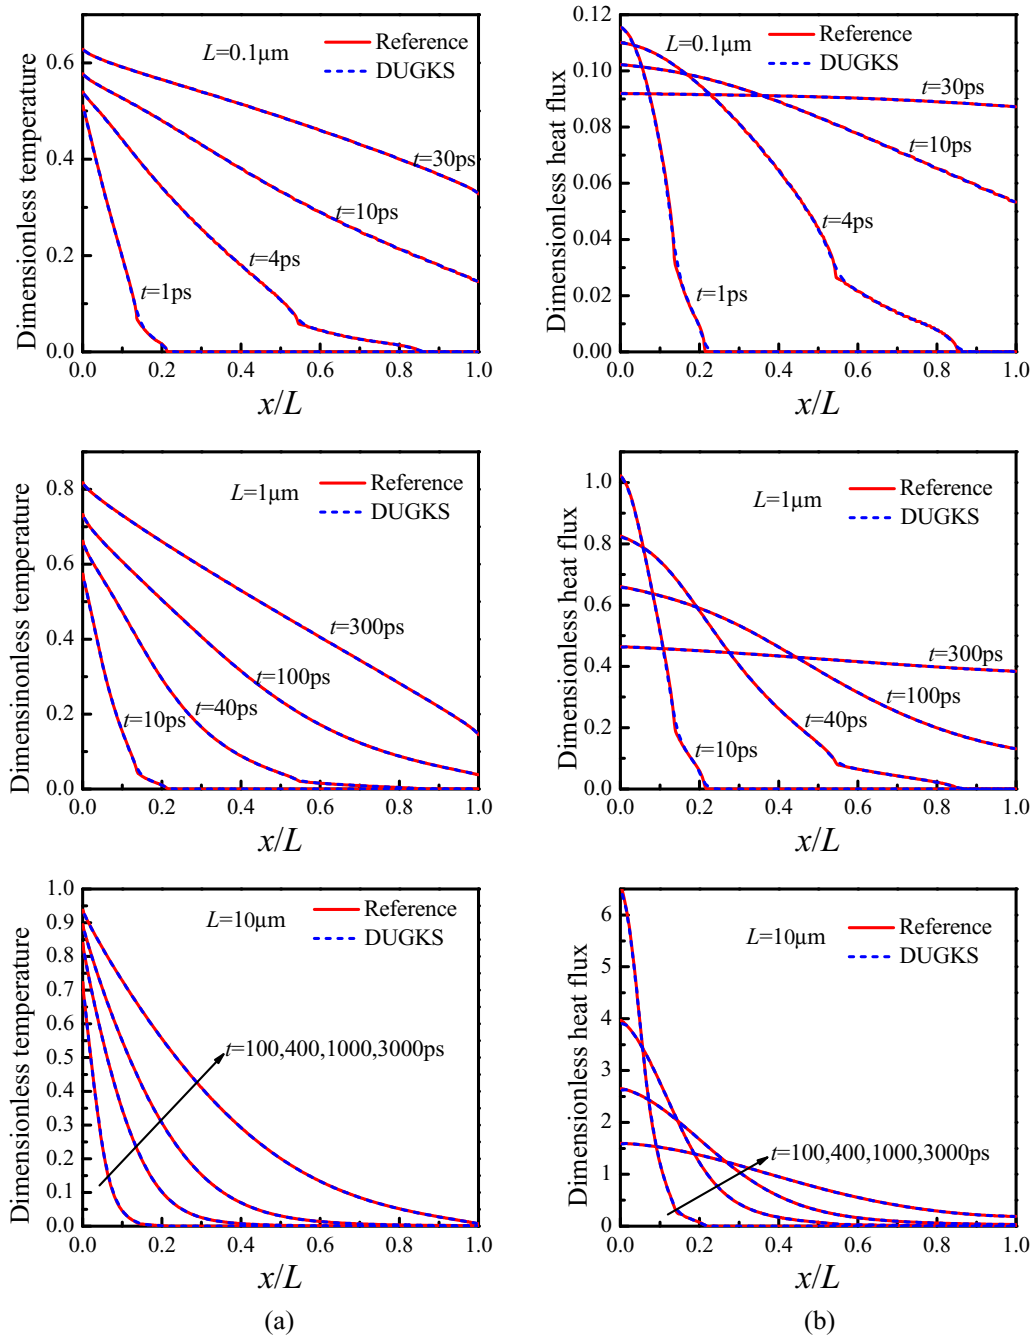 Dimensionless temperature
0.6
0.4
0.2
0.0
L=0.1μm
Reference
DUGKS
t=30ps
t=10ps
t=4ps
t=1ps
0.0 0.2 0.4 0.6 0.8 1.0
x/L
Dimensionless heat flux
0.12
0.10
0.08
0.06
0.04
0.02
0.00
L=0.1μm
Reference
DUGKS
t=30ps
t=10ps
t=4ps
t=1ps
0.0 0.2 0.4 0.6 0.8 1.0
x/L
Dimensinonless temperature
0.8
0.6
0.4
0.2
0.0
L=1μm
Reference
DUGKS
t=300ps
t=100ps
t=40ps
t=10ps
0.0 0.2 0.4 0.6 0.8 1.0
x/L
Dimensionless heat flux
1.0
0.8
0.6
0.4
0.2
0.0
L=1μm
Reference
DUGKS
t=300ps
t=100ps
t=40ps
t=10ps
0.0 0.2 0.4 0.6 0.8 1.0
x/L
Dimensionless temperature
1.0
0.9
0.8
0.7
0.6
0.5
0.4
0.3
0.2
0.1
0.0
L=10μm
Reference
DUGKS
t=100,400,1000,3000ps
0.0 0.2 0.4 0.6 0.8 1.0
x/L
(a)
Dimensionless heat flux
6
5
4
3
2
1
0
L=10μm
Reference
DUGKS
t=100,400,1000,3000ps
0.0 0.2 0.4 0.6 0.8 1.0
x/L
(b)